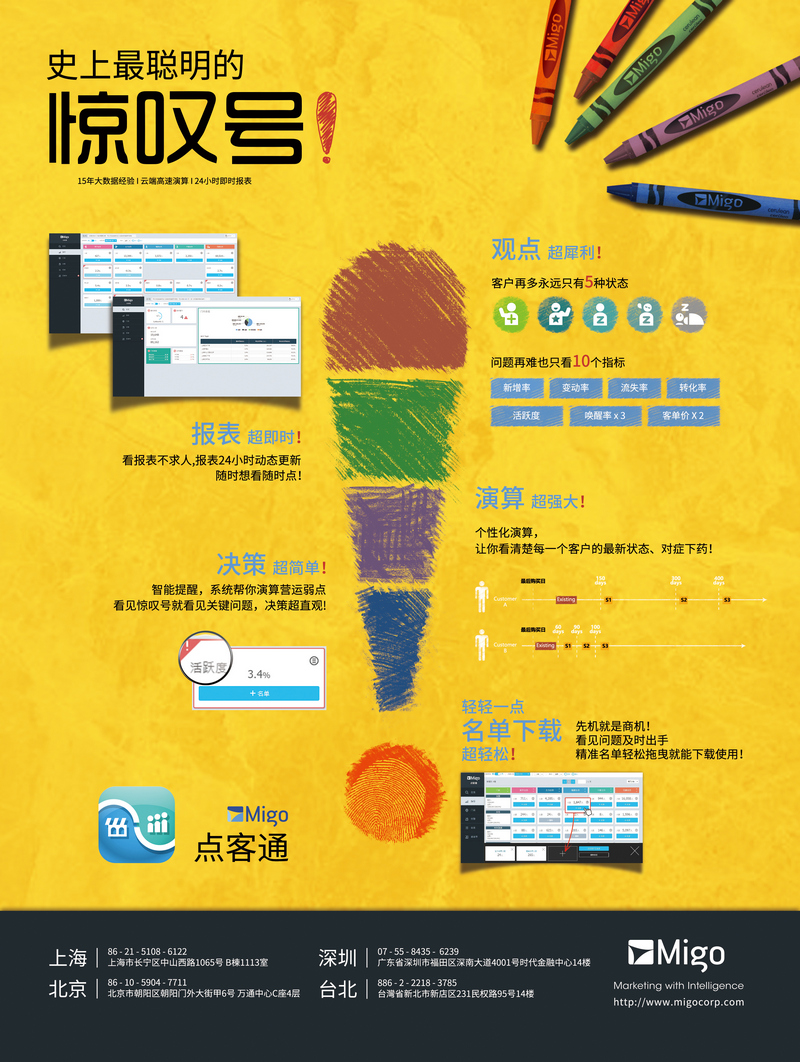 史上最聪明的
惊叹号!
15年大数据经验 I 云端高速演算 I 24小时即时报表
Migo
Migo
Migo
Migo
Migo
观点 超犀利!
客户再多永远只有5种状态
问题再难也只看10个指标
新增率 变动率 流失率 转化率
活跃度 唤醒率 x 3 客单价 X 2
报表 超即时!
看报表不求人,报表24小时动态更新
随时想看随时点!
演算 超强大!
个性化演算,
让你看清楚每一个客户的最新状态、对症下药!
Customer A
最后购买日
Existing
S1
S2
S3
Customer B
最后购买日
Existing
S1
S2
S3
决策 超简单!
智能提醒，系统帮你演算营运弱点
看见惊叹号就看见关键问题，决策超直观!
!
活跃度
3.4%
+ 名单
轻轻一点
名单下载
超轻松!
先机就是商机!
看见问题及时出手
精准名单轻松拖曳就能下载使用!
Migo
点客通
上海
86 - 21 - 5108 - 6122
上海市长宁区中山西路1065号 B棟1113室
北京
86 - 10 - 5904 - 7711
北京市朝阳区朝阳门外大街甲6号 万通中心C座4层
深圳
07 - 55 - 8435 - 6239
广东省深圳市福田区深南大道4001号时代金融中心14楼
台北
886 - 2 - 2218 - 3785
台灣省新北市新店区231民权路95号14楼
Migo
Marketing with Intelligence
http://www.migocorp.com